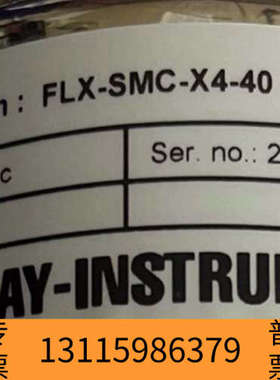 : FLX-SMC-X4-40
c
Ser. no.: 2
AY-INSTRU
专 13115986379 普
票 票